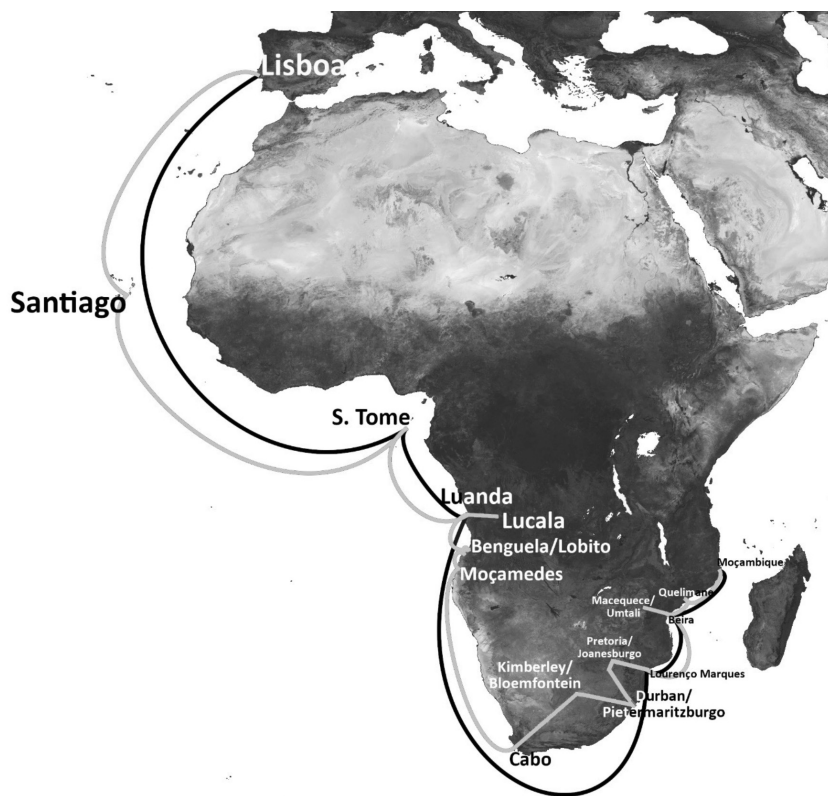 Lisboa
Santiago
S. Tome
Luanda
Lucala
Benguela/Lobito
Moçamedes
Moçambique
Quelimane
Macequece/
Umtali
Beira
Pretoria/
Joanesburgo
Kimberley/
Bloemfontein
Lourenço Marques
Durban/
Pietermaritzburgo
Cabo